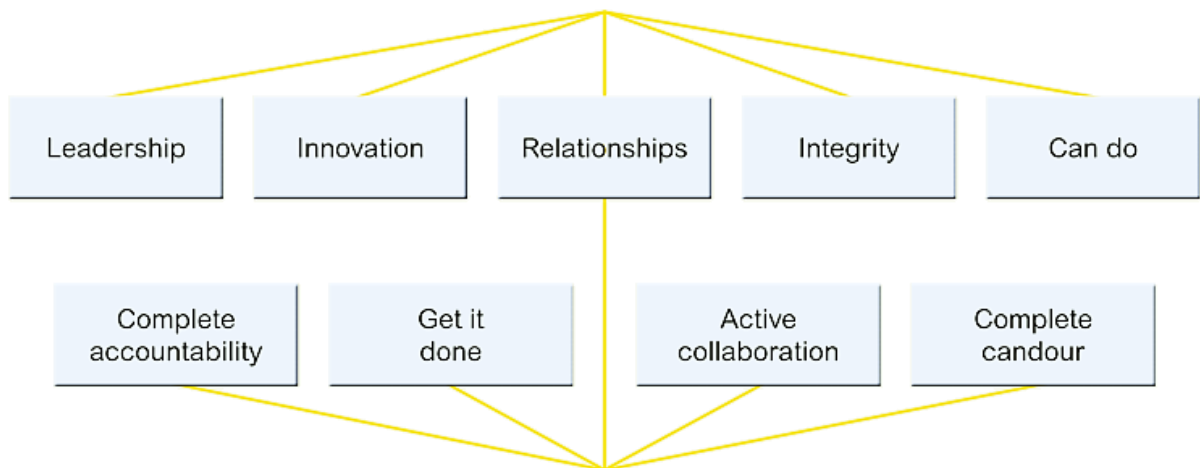 Leadership
Innovation
Relationships
Integrity
Can do
Complete
accountability
Get it
done
Active
collaboration
Complete
candour